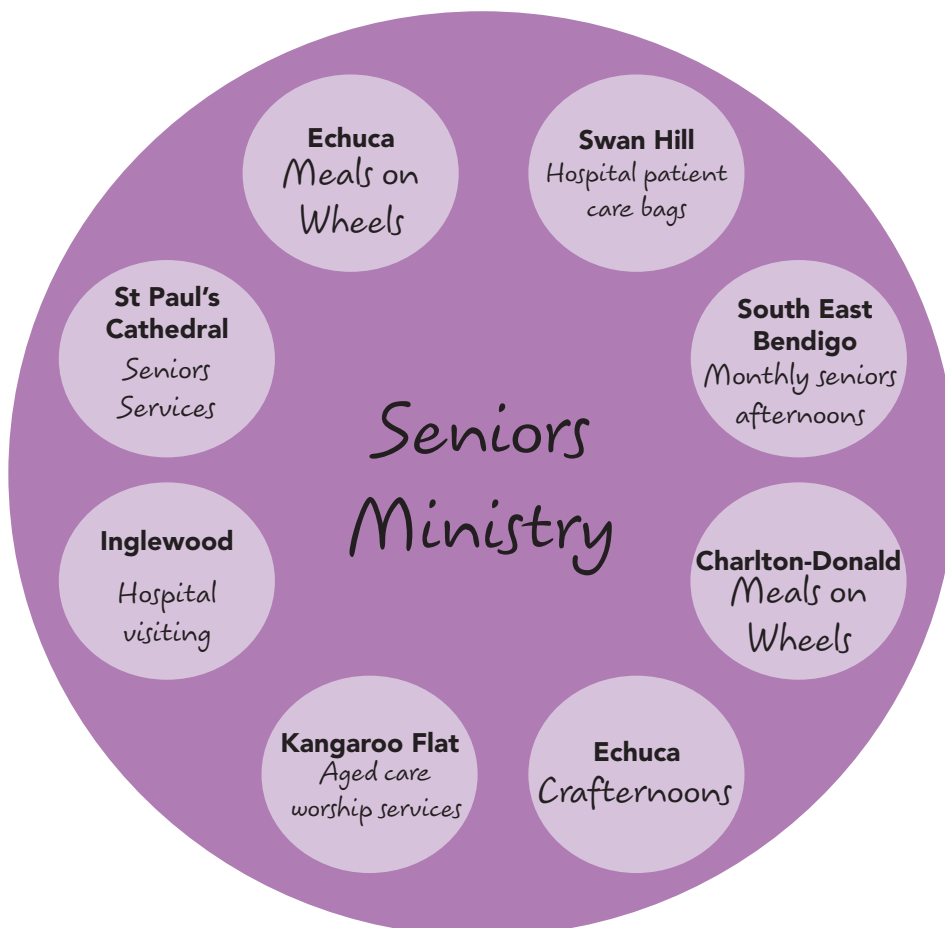 Echuca
Meals on
Wheels
Swan Hill
Hospital patient
care bags
St Paul's
Cathedral
Seniors
Services
South East
Bendigo
Monthly seniors
afternoons
Seniors
Ministry
Inglewood
Hospital
visiting
Charlton-Donald
Meals on
Wheels
Kangaroo Flat
Aged care
worship services
Echuca
Crafternoons